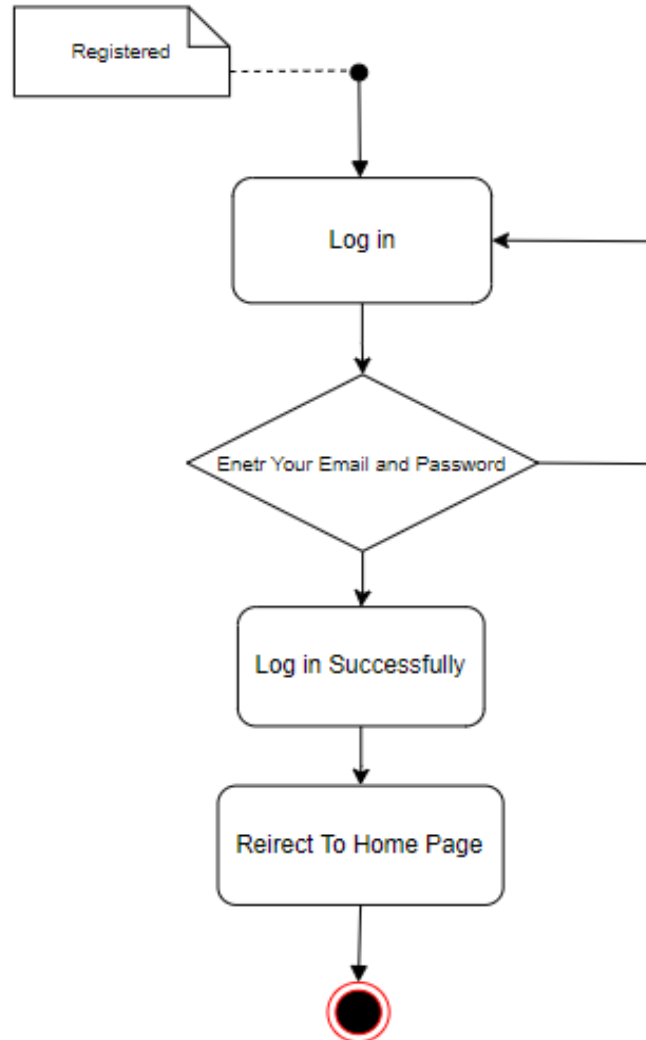 Registered
Log in
Enetr Your Email and Password
Log in Successfully
Reirect To Home Page